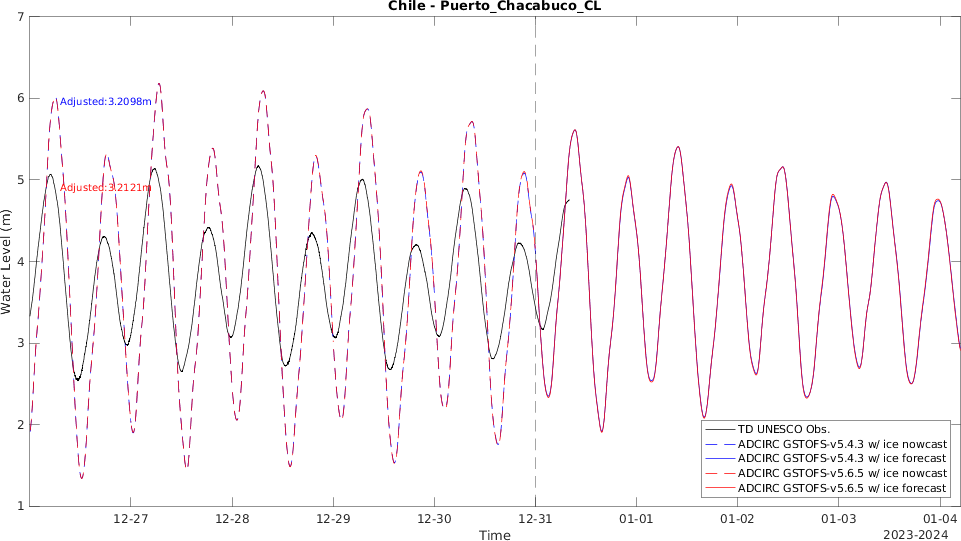 Chile - Puerto_Chacabuco_CL
7
6
5
4
3
2
1
Water Level (m)
Adjusted:3.2098m
Adjusted:3.2121m
TD UNESCO Obs.
ADCIRC GSTOFS-v5.4.3 w/ ice nowcast
ADCIRC GSTOFS-v5.4.3 w/ ice forecast
ADCIRC GSTOFS-v5.6.5 w/ ice nowcast
ADCIRC GSTOFS-v5.6.5 w/ ice forecast
12-27 12-28 12-29 12-30 12-31 01-01 01-02 01-03 01-04
Time
2023-2024